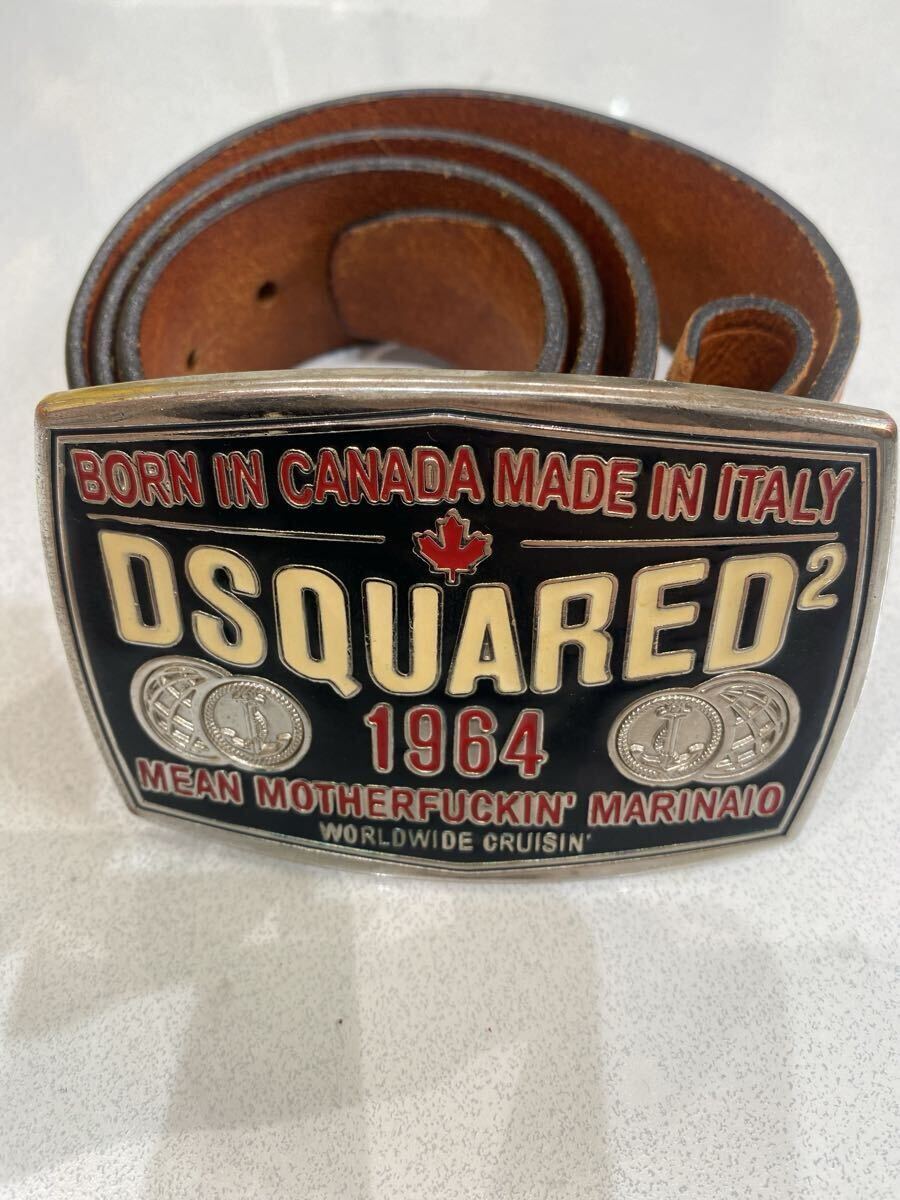 BORN IN CANADA MADE IN ITALY
DSQUARED²
1964
MEAN MOTHERFUCKIN' MARINAIO
WORLDWIDE CRUISIN'